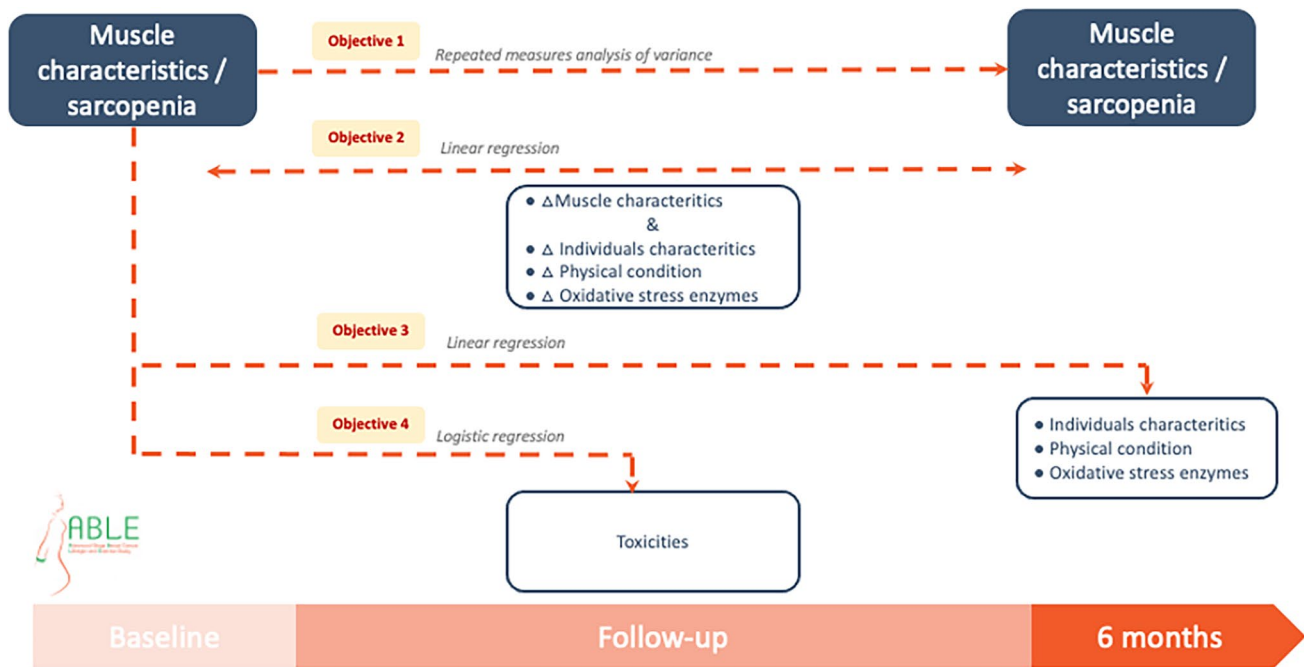 Muscle
characteristics /
sarcopenia
Objective 1
Repeated measures analysis of variance
Muscle
characteristics /
sarcopenia
Objective 2
Linear regression
● △Muscle characteritics
&
● △ Individuals characteritics
● △ Physical condition
● △ Oxidative stress enzymes
Objective 3
Linear regression
● Individuals characteritics
● Physical condition
● Oxidative stress enzymes
Objective 4
Logistic regression
Toxicities
ABLE
Baseline
Follow-up
6 months